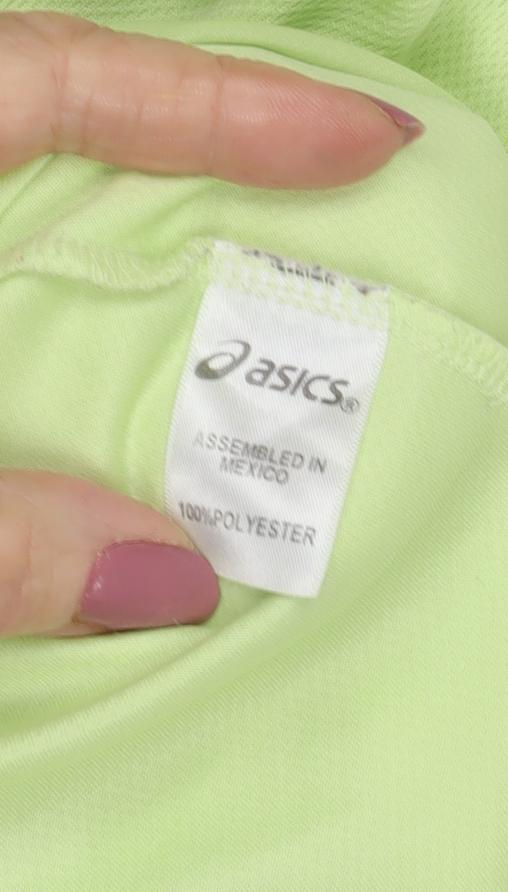 asics®
ASSEMBLED IN
MEXICO
100%POLYESTER